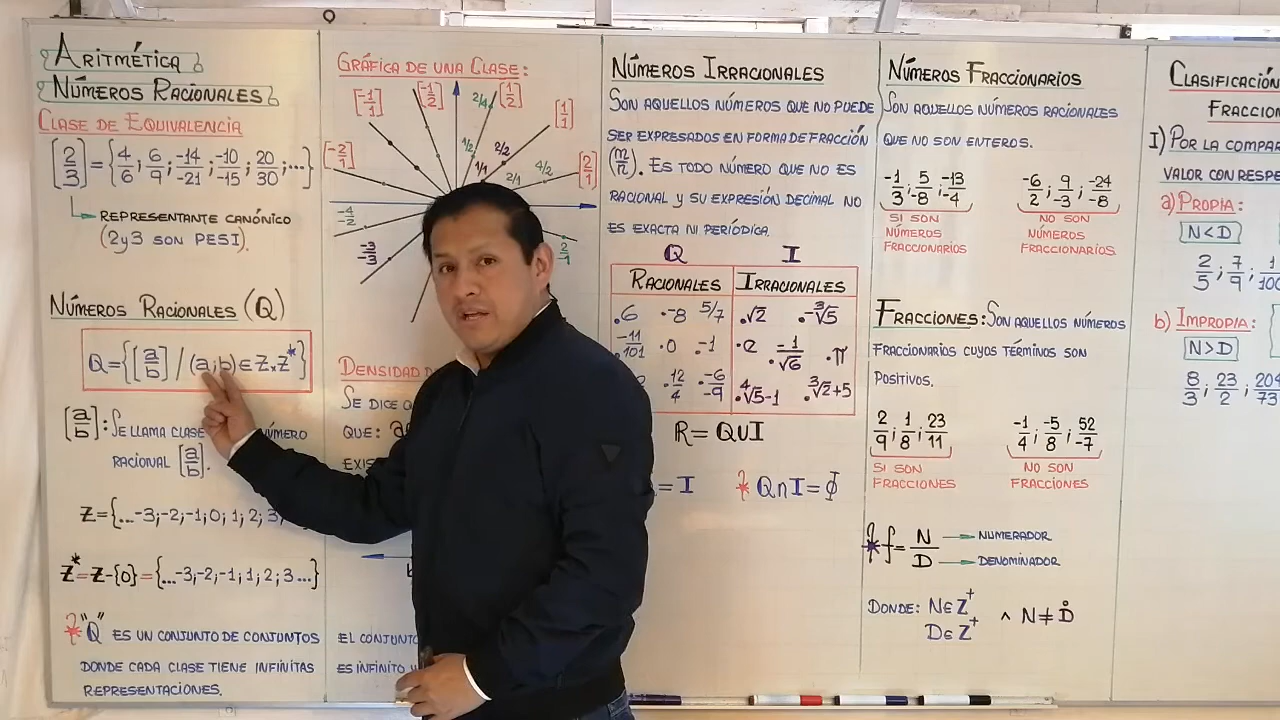 ARITMÉTICA
NÚMEROS RACIONALES
CLASE DE EQUIVALENCIA
[2/3] = {4/6; 6/9; -14/-21; -10/-15; 20/30; ...}
REPRESENTANTE CANÓNICO
(2 y 3 SON PESI).
NÚMEROS RACIONALES (Q)
Q={[a/b] / (a;b) ∈ Z×Z*}
[a/b]: SE LLAMA CLASE NÚMERO
RACIONAL [a/b].
Z={...-3;-2;-1;0;1;2;3
Z*=Z-{0}={...-3;-2;-1;1;2;3...}
* "Q" ES UN CONJUNTO DE CONJUNTOS
DONDE CADA CLASE TIENE INFINITAS
REPRESENTACIONES.
GRÁFICA DE UNA CLASE:
[-1/1] [-1/2] 2/4 [1/2] [1/1]
[-2/1] 1/2 1/1 2/2 2/1 4/2 [2/1]
-4/-2
-3/-3 2/-1
DENSIDAD
SE DICE
QUE:
EL CONJUNTO
ES INFINITO
NÚMEROS IRRACIONALES
SON AQUELLOS NÚMEROS QUE NO PUEDE
SER EXPRESADOS EN FORMA DE FRACCIÓN
(m/n). ES TODO NÚMERO QUE NO ES
RACIONAL Y SU EXPRESIÓN DECIMAL NO
ES EXACTA NI PERIÓDICA.
Q I
RACIONALES IRRACIONALES
.6 .-8 5/7 .√2 .-∛5
-11/101 .0 .-1 .e .-1/√6 .π
.12/4 .-6/-9 .∜5-1 .∛2+5
R=Q∪I
=I * Q∩I=ϕ
NÚMEROS FRACCIONARIOS
SON AQUELLOS NÚMEROS RACIONALES
QUE NO SON ENTEROS.
-1/3; 5/-8; -13/-4 -6/2; 9/-3; -24/-8
SI SON NO SON
NÚMEROS NÚMEROS
FRACCIONARIOS FRACCIONARIOS.
FRACCIONES: SON AQUELLOS NÚMEROS
FRACCIONARIOS CUYOS TÉRMINOS SON
POSITIVOS.
2/9; 1/8; 23/11 -1/4; -5/8; 52/-7
SI SON NO SON
FRACCIONES FRACCIONES
* f=N/D NUMERADOR
DENOMINADOR
DONDE: N∈Z⁺ ∧ N≠D̊
D∈Z⁺
CLASIFICACIÓN
FRACCION
I) POR LA COMPAR
VALOR CON RESPE
a) PROPIA:
N<D
2/5; 7/9; 1/100
b) IMPROPIA:
N>D
8/3; 23/2; 204/73